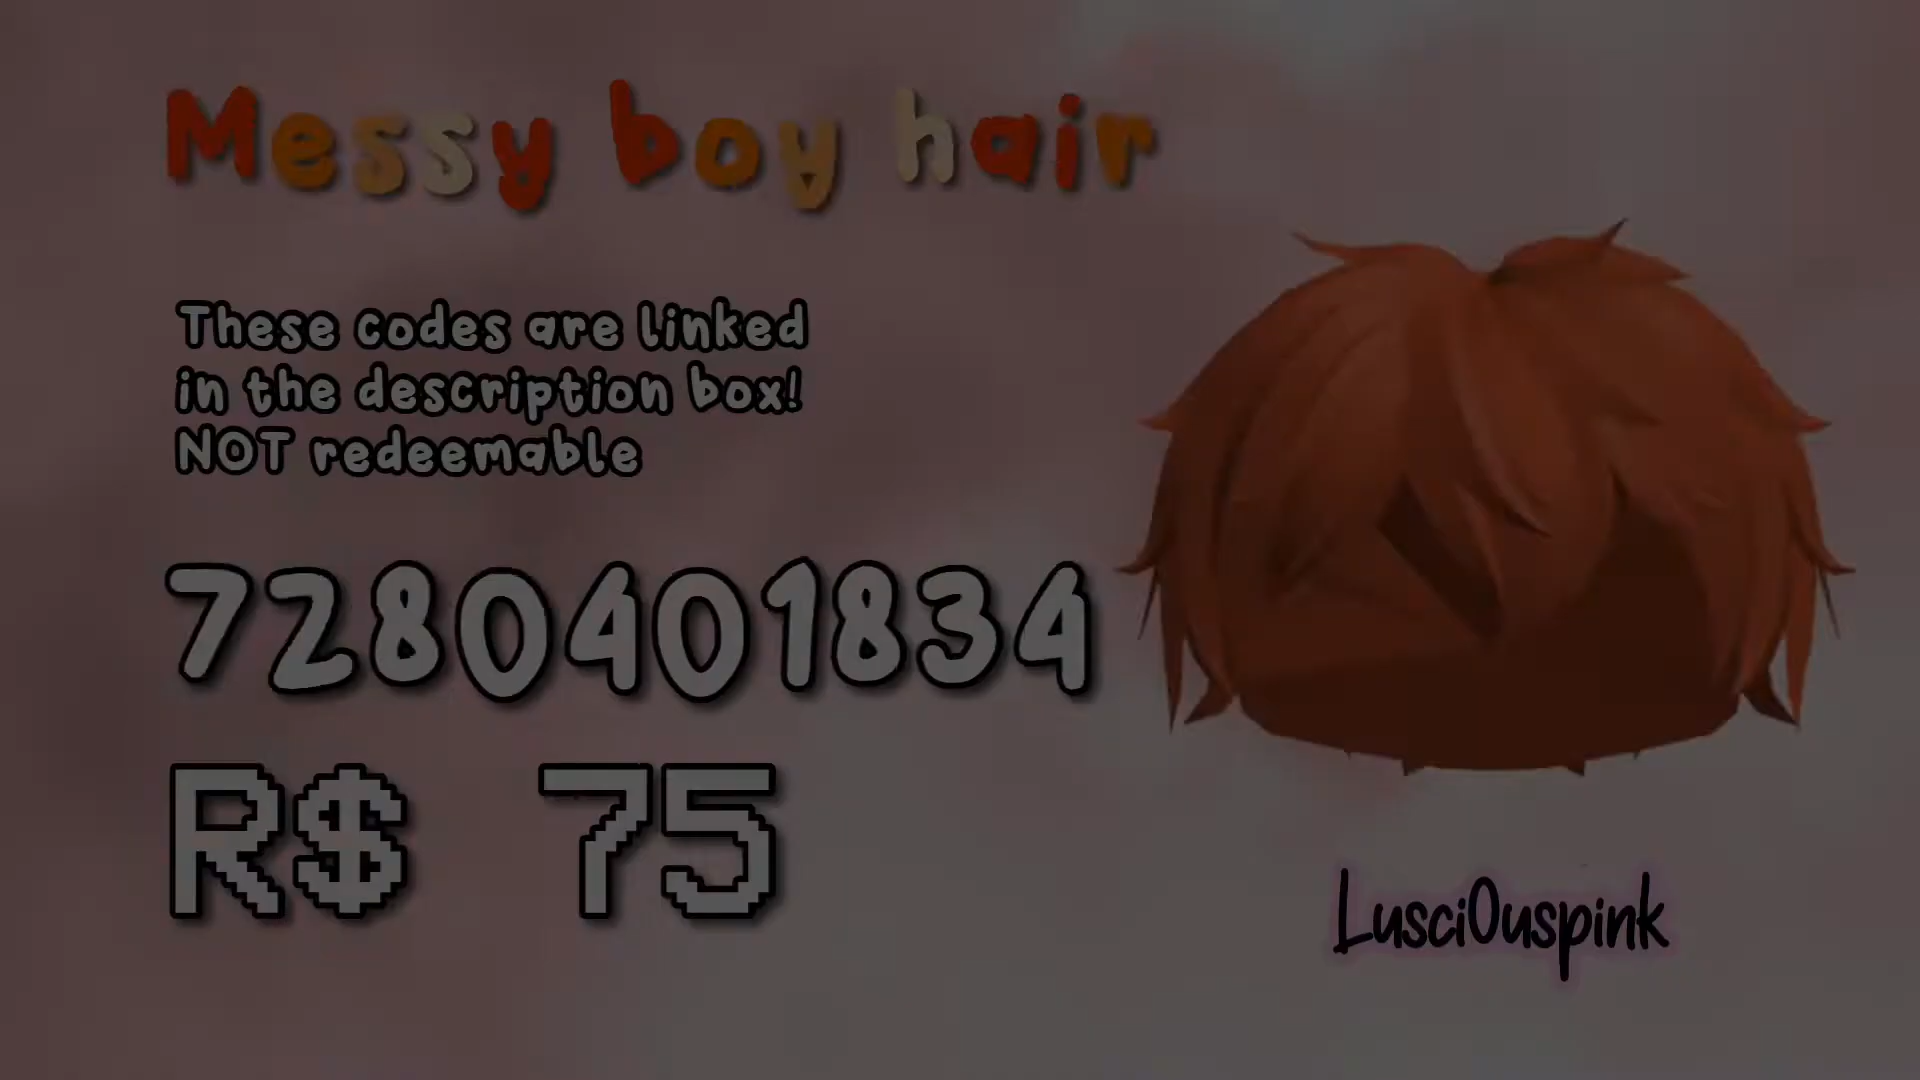 Messy boy hair
These codes are linked
in the description box!
NOT redeemable
7280401834
R$ 75
Lusci0uspink